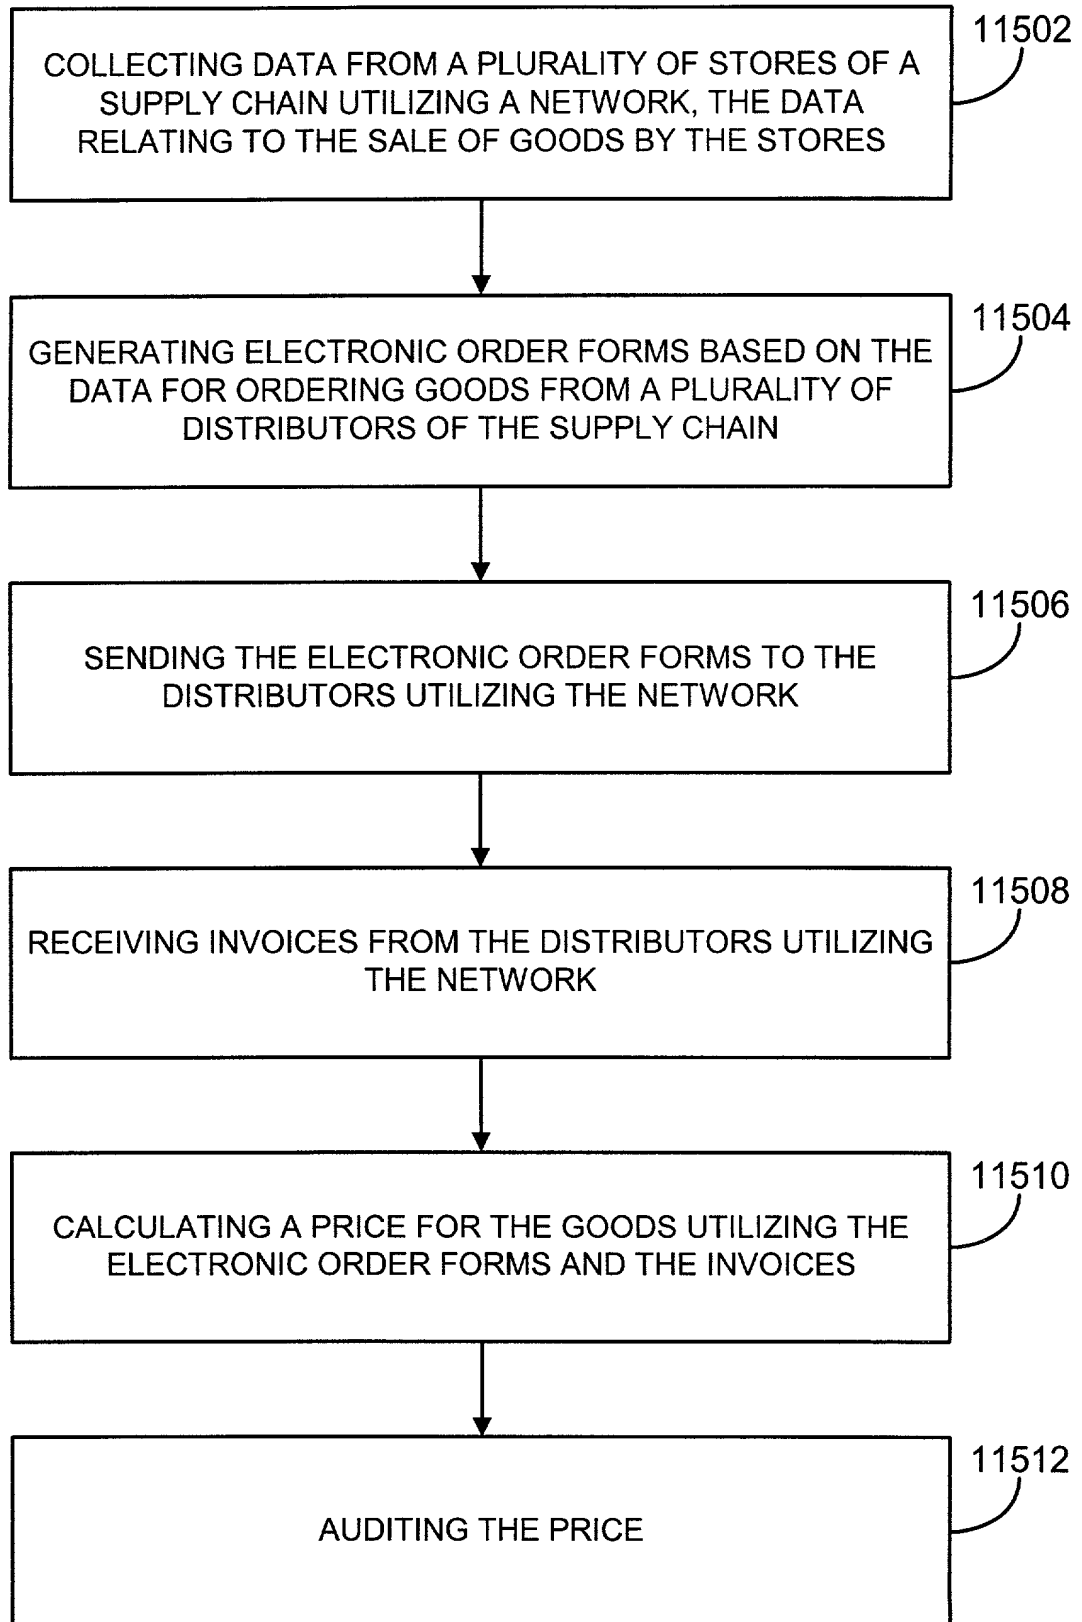 11502
COLLECTING DATA FROM A PLURALITY OF STORES OF A
SUPPLY CHAIN UTILIZING A NETWORK, THE DATA
RELATING TO THE SALE OF GOODS BY THE STORES
11504
GENERATING ELECTRONIC ORDER FORMS BASED ON THE
DATA FOR ORDERING GOODS FROM A PLURALITY OF
DISTRIBUTORS OF THE SUPPLY CHAIN
11506
SENDING THE ELECTRONIC ORDER FORMS TO THE
DISTRIBUTORS UTILIZING THE NETWORK
11508
RECEIVING INVOICES FROM THE DISTRIBUTORS UTILIZING
THE NETWORK
11510
CALCULATING A PRICE FOR THE GOODS UTILIZING THE
ELECTRONIC ORDER FORMS AND THE INVOICES
11512
AUDITING THE PRICE